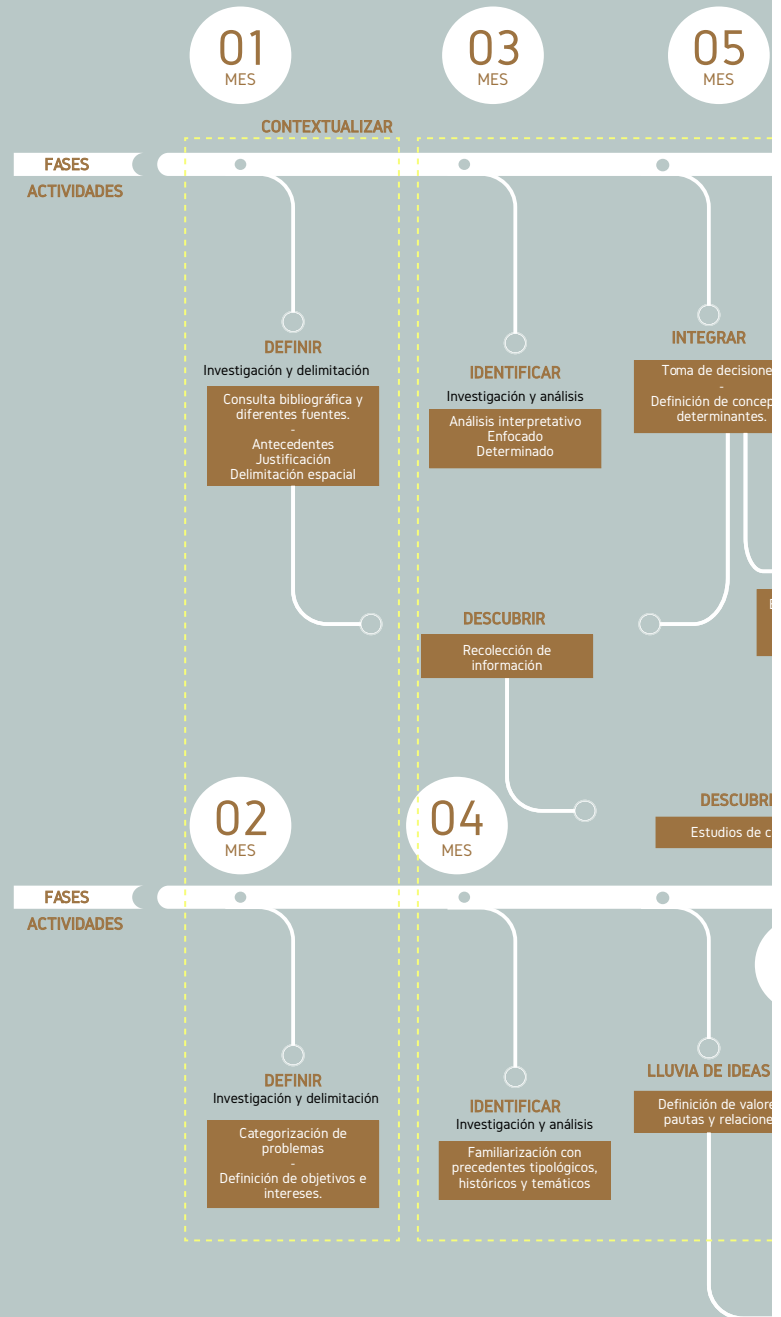 01
MES
03
MES
05
MES
CONTEXTUALIZAR
FASES
ACTIVIDADES
DEFINIR
Investigación y delimitación
Consulta bibliográfica y
diferentes fuentes.
-
Antecedentes
Justificación
Delimitación espacial
IDENTIFICAR
Investigación y análisis
Análisis interpretativo
Enfocado
Determinado
INTEGRAR
Toma de decisione
-
Definición de concep
determinantes.
DESCUBRIR
Recolección de
información
02
MES
04
MES
DESCUBRI
Estudios de c
FASES
ACTIVIDADES
DEFINIR
Investigación y delimitación
Categorización de
problemas
-
Definición de objetivos e
intereses.
IDENTIFICAR
Investigación y análisis
Familiarización con
precedentes tipológicos,
históricos y temáticos
LLUVIA DE IDEAS
Definición de valore
pautas y relacione